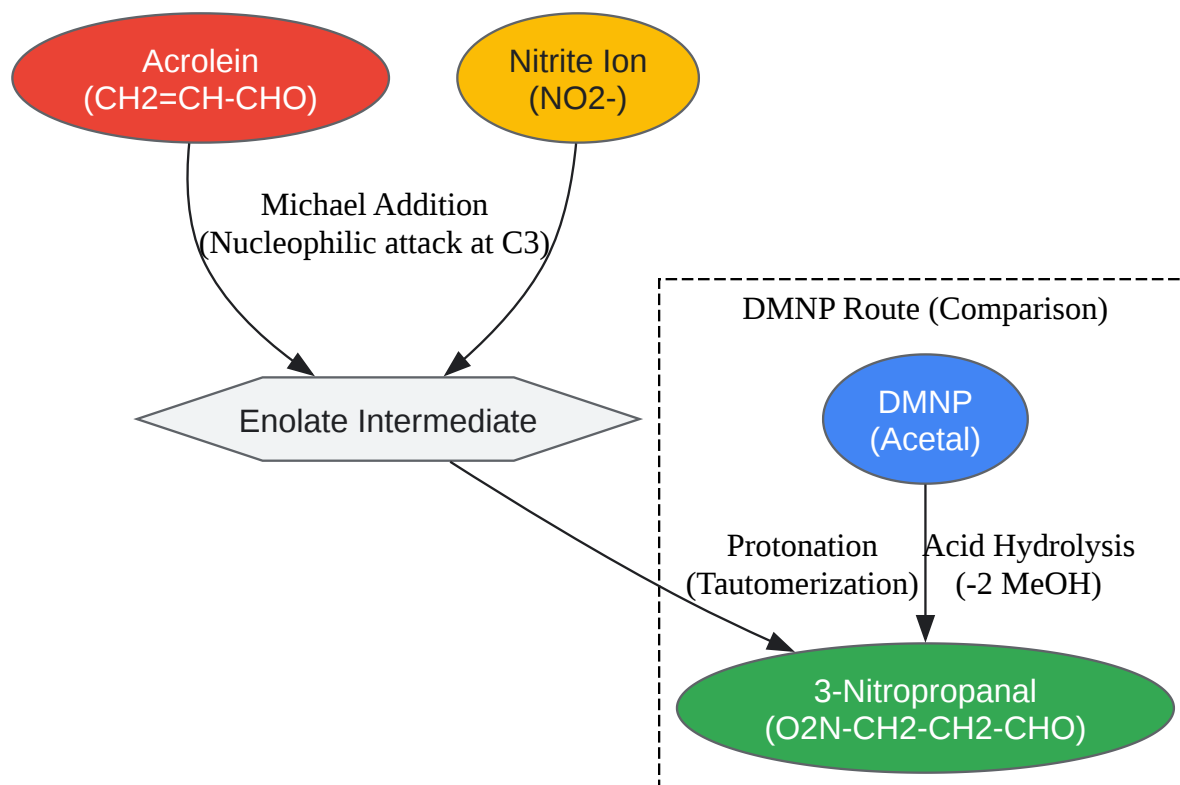 Acrolein
(CH2=CH-CHO)
Nitrite Ion
(NO2-)
Michael Addition
(Nucleophilic attack at C3)
DMNP Route (Comparison)
Enolate Intermediate
DMNP
(Acetal)
Protonation
(Tautomerization)
Acid Hydrolysis
(-2 MeOH)
3-Nitropropanal
(O2N-CH2-CH2-CHO)